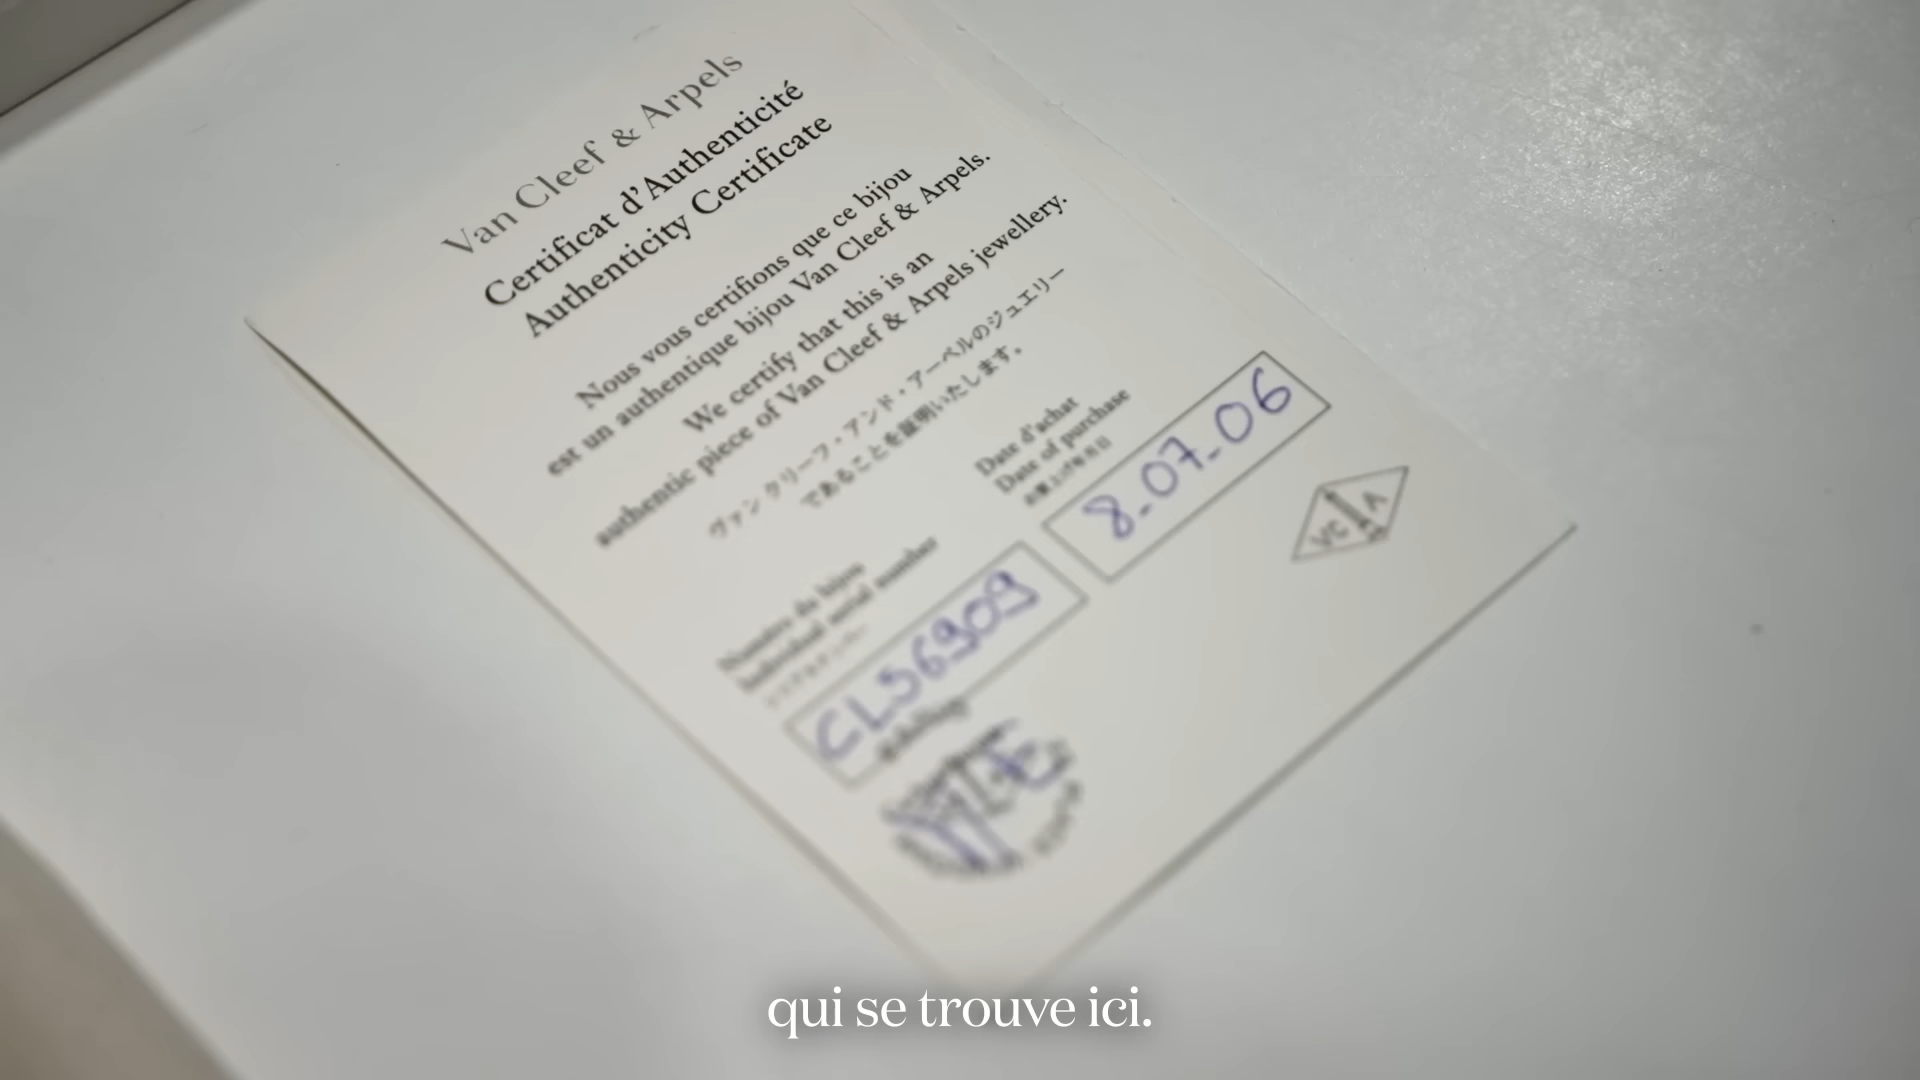 Van Cleef & Arpels
Certificat d'Authenticité
Authenticity Certificate
Nous vous certifions que ce bijou
est un authentique bijou Van Cleef & Arpels.
We certify that this is an
authentic piece of Van Cleef & Arpels jewellery.
ヴァン クリーフ・アンド・アーペルのジュエリー
であることを証明いたします。
Numéro du bijou
Individual serial number
CL56909
Date d'achat
Date of purchase
8-07-06
VC A
qui se trouve ici.